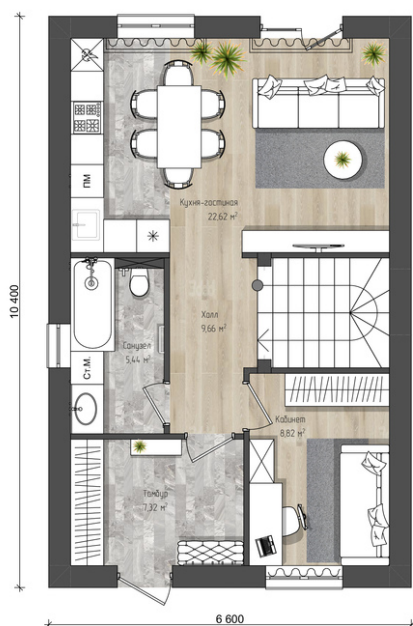 ПМ
Кухня-гостиная
22,62 м²
10 400
Холл
9,66 м²
Санузел
5,44 м²
Ст.М.
Кабинет
8,82 м²
Тамбур
7,32 м²
6 600